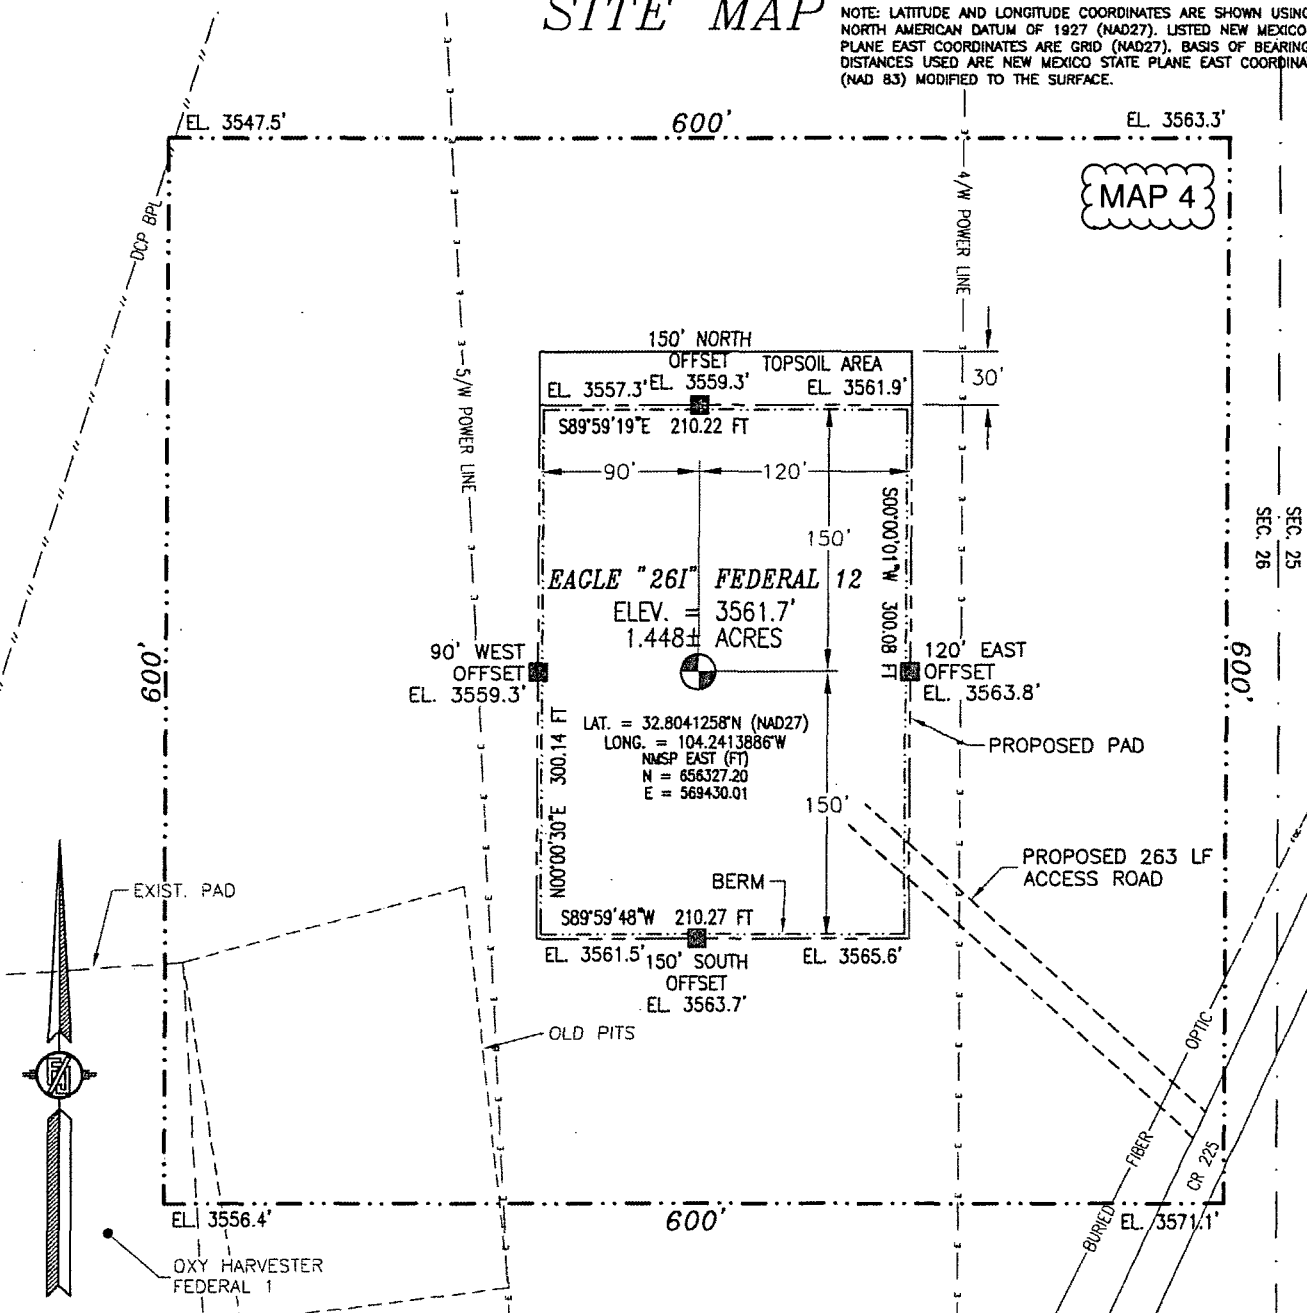 SITE MAP
NOTE: LATITUDE AND LONGITUDE COORDINATES ARE SHOWN USING
NORTH AMERICAN DATUM OF 1927 (NAD27). LISTED NEW MEXICO
PLANE EAST COORDINATES ARE GRID (NAD27). BASIS OF BEARING
DISTANCES USED ARE NEW MEXICO STATE PLANE EAST COORDINA
(NAD 83) MODIFIED TO THE SURFACE.
EL. 3547.5'
600'
EL. 3563.3'
MAP 4
DCP BPL
5/W POWER LINE
4/W POWER LINE
150' NORTH
OFFSET
EL. 3559.3'
TOPSOIL AREA
EL. 3557.3'
EL. 3561.9'
30'
S89°59'19"E 210.22 FT
90'
120'
150'
S00°00'01"W 300.08 FT
SEC. 25
SEC. 26
EAGLE "26I" FEDERAL 12
ELEV. = 3561.7'
1.448± ACRES
600'
90' WEST
OFFSET
EL. 3559.3'
120' EAST
OFFSET
EL. 3563.8'
600'
LAT. = 32.8041258°N (NAD27)
LONG. = 104.2413886°W
NMSP EAST (FT)
N = 656327.20
E = 569430.01
N00°00'30"E 300.14 FT
PROPOSED PAD
150'
PROPOSED 263 LF
ACCESS ROAD
EXIST. PAD
BERM
S89°59'48"W 210.27 FT
EL. 3561.5'
150' SOUTH
OFFSET
EL. 3563.7'
EL. 3565.6'
OLD PITS
BURIED FIBER OPTIC
CR 225
EL. 3556.4'
600'
EL. 3571.1'
OXY HARVESTER
FEDERAL 1